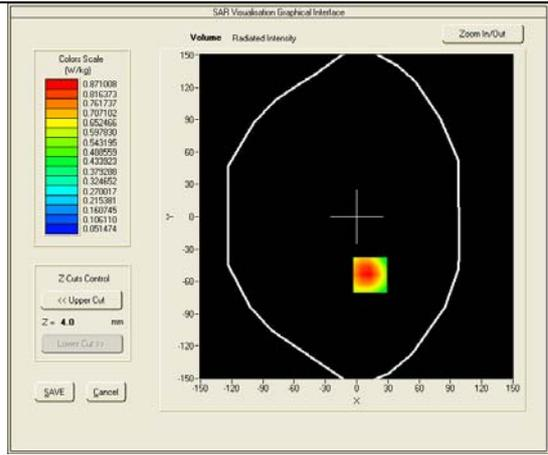 SAR Visualisation Graphical Interface
Volume Radiated Intensity
Zoom In/Out
Colors Scale
(W/kg)
0.871008
0.816373
0.761737
0.707102
0.652466
0.597830
0.543195
0.488559
0.433923
0.379288
0.324652
0.270017
0.215381
0.160745
0.106110
0.051474
Z Cuts Control
<< Upper Cut
Z = 4.0 mm
Lower Cut >>
SAVE Cancel
150
120
90
60
30
0
-30
-60
-90
-120
-150
Y
-150 -120 -90 -60 -30 0 30 60 90 120 150
X